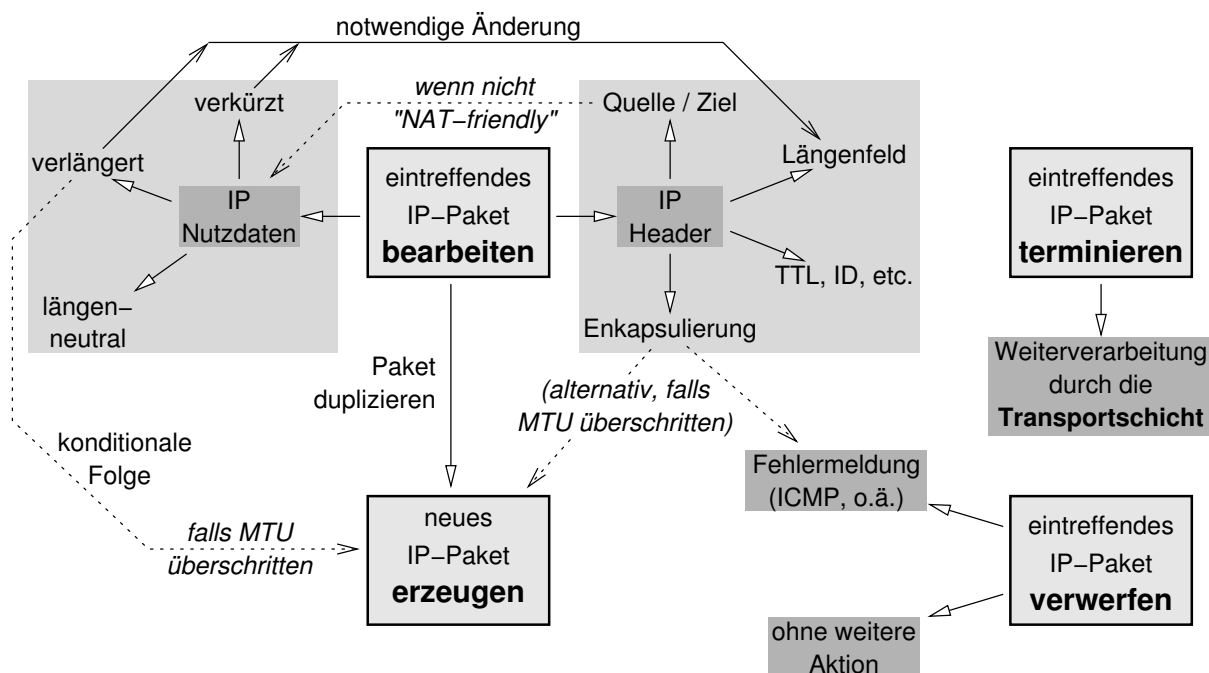 notwendige Änderung
verkürzt
verlängert
IP
Nutzdaten
längen–
neutral
wenn nicht
"NAT–friendly"
eintreffendes
IP–Paket
bearbeiten
Quelle / Ziel
Längenfeld
IP
Header
TTL, ID, etc.
Enkapsulierung
eintreffendes
IP–Paket
terminieren
Weiterverarbeitung
durch die
Transportschicht
Paket
duplizieren
(alternativ, falls
MTU überschritten)
konditionale
Folge
falls MTU
überschritten
neues
IP–Paket
erzeugen
Fehlermeldung
(ICMP, o.ä.)
eintreffendes
IP–Paket
verwerfen
ohne weitere
Aktion